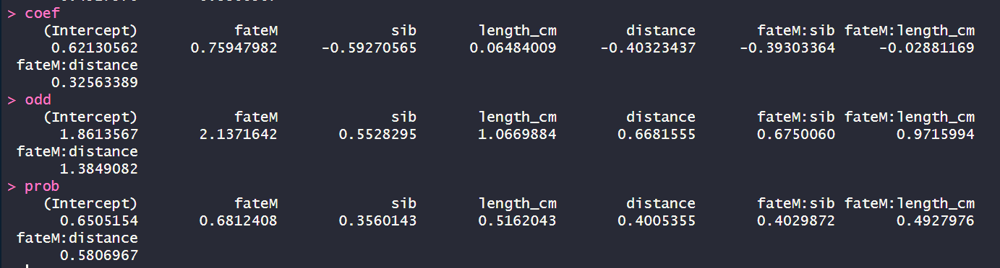 > coef
(Intercept) fateM sib length_cm distance fateM:sib fateM:length_cm
0.62130562 0.75947982 -0.59270565 0.06484009 -0.40323437 -0.39303364 -0.02881169
fateM:distance
0.32563389
> odd
(Intercept) fateM sib length_cm distance fateM:sib fateM:length_cm
1.8613567 2.1371642 0.5528295 1.0669884 0.6681555 0.6750060 0.9715994
fateM:distance
1.3849082
> prob
(Intercept) fateM sib length_cm distance fateM:sib fateM:length_cm
0.6505154 0.6812408 0.3560143 0.5162043 0.4005355 0.4029872 0.4927976
fateM:distance
0.5806967